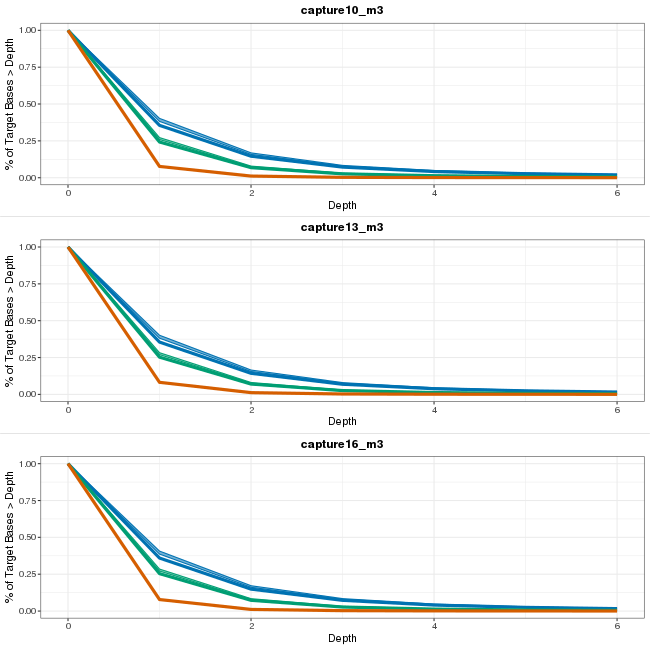 capture10_m3
% of Target Bases > Depth
1.00
0.75
0.50
0.25
0.00
0 2 4 6
Depth
capture13_m3
% of Target Bases > Depth
1.00
0.75
0.50
0.25
0.00
0 2 4 6
Depth
capture16_m3
% of Target Bases > Depth
1.00
0.75
0.50
0.25
0.00
0 2 4 6
Depth